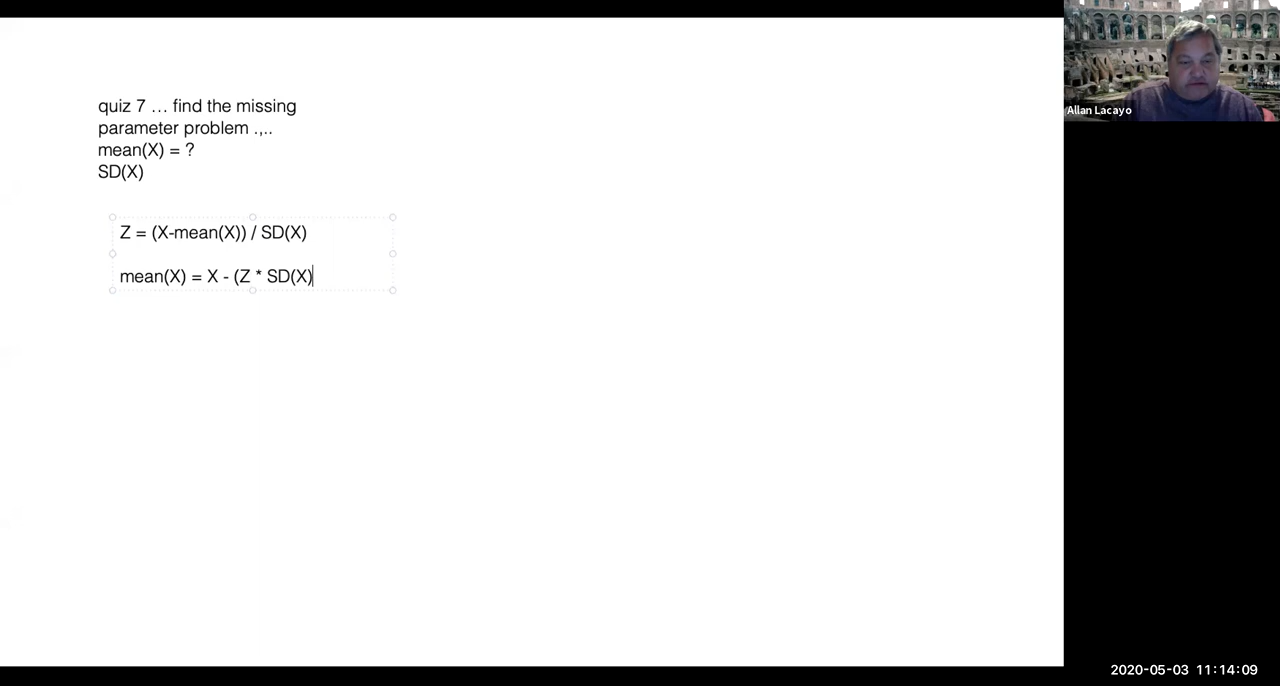 quiz 7 … find the missing
parameter problem .,..
mean(X) = ?
SD(X)
Z = (X-mean(X)) / SD(X)
mean(X) = X - (Z * SD(X)
Allan Lacayo
2020-05-03 11:14:09